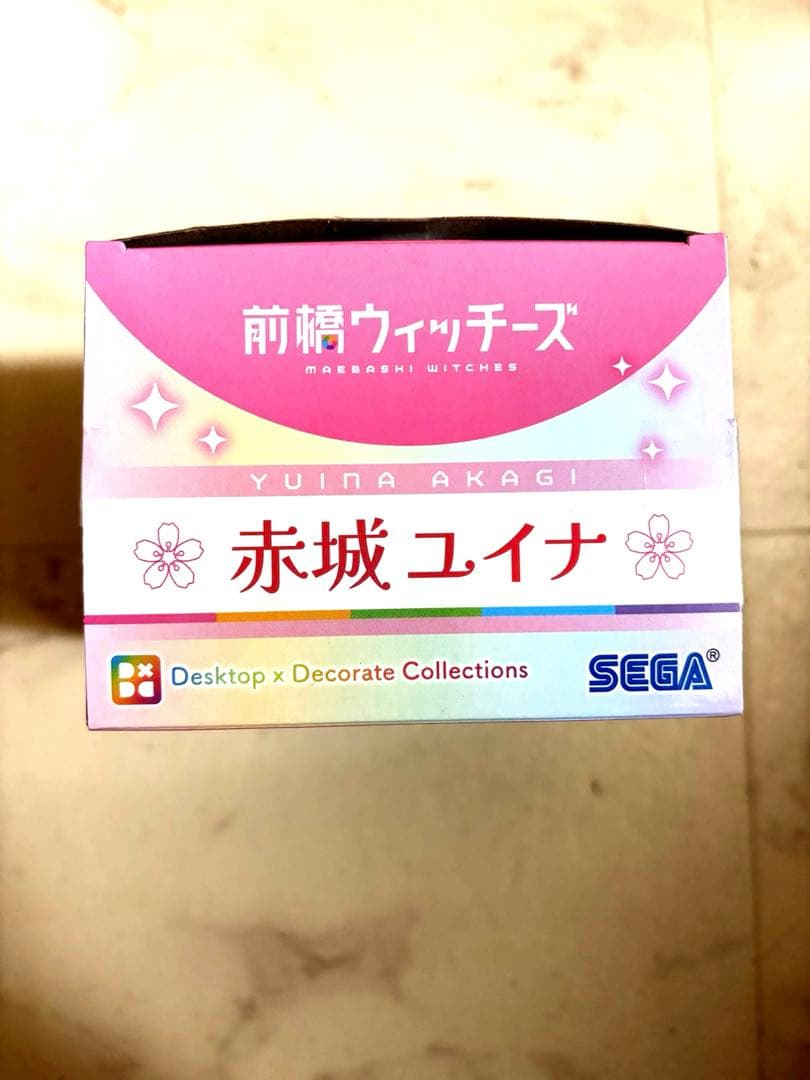 前橋ウィッチーズ
MAEBASHI WITCHES
YUINA AKAGI
赤城ユイナ
Desktop x Decorate Collections
SEGA®